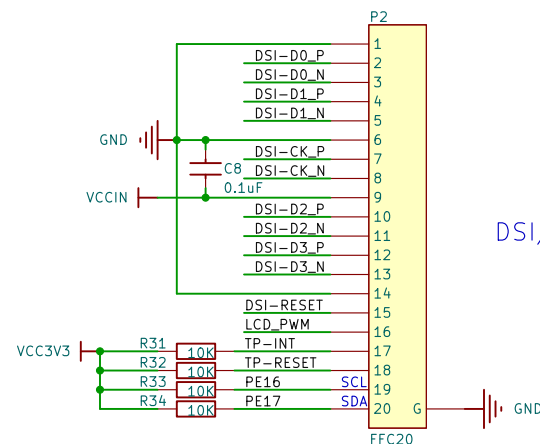 P2
1
DSI-D0_P 2
DSI-D0_N 3
DSI-D1_P 4
DSI-D1_N 5
GND 6
DSI-CK_P 7
C8 DSI-CK_N 8
0.1uF
VCCIN 9
DSI-D2_P 10
DSI-D2_N 11
DSI,
DSI-D3_P 12
DSI-D3_N 13
14
DSI-RESET 15
LCD_PWM 16
VCC3V3 R31 10K TP-INT 17
R32 10K TP-RESET 18
R33 10K PE16 SCL 19
R34 10K PE17 SDA 20 G GND
FFC20